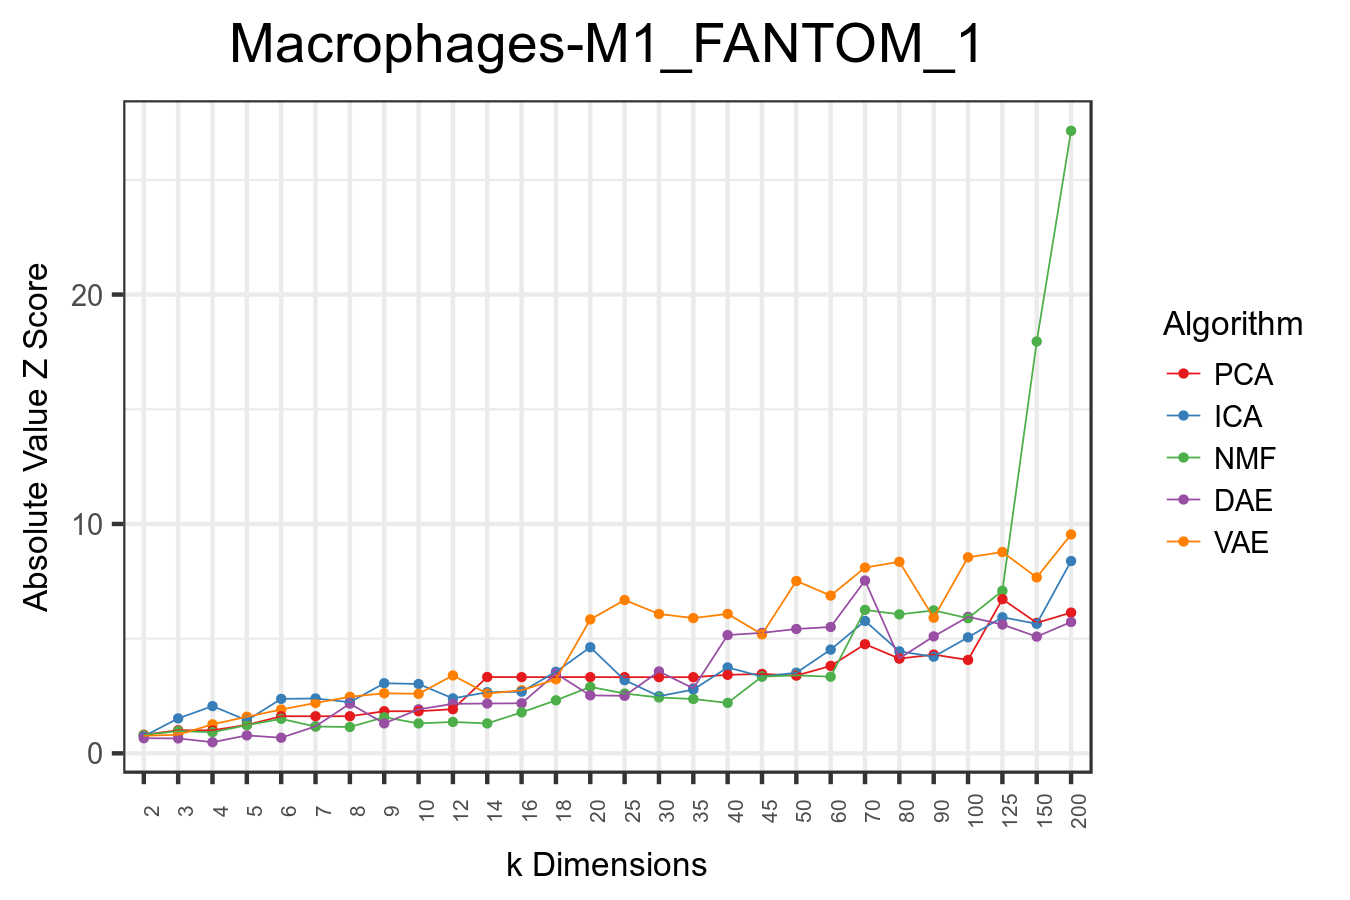 Macrophages-M1_FANTOM_1
Absolute Value Z Score
20
10
0
2 3 4 5 6 7 8 9 10 12 14 16 18 20 25 30 35 40 45 50 60 70 80 90 100 125 150 200
k Dimensions
Algorithm
PCA
ICA
NMF
DAE
VAE